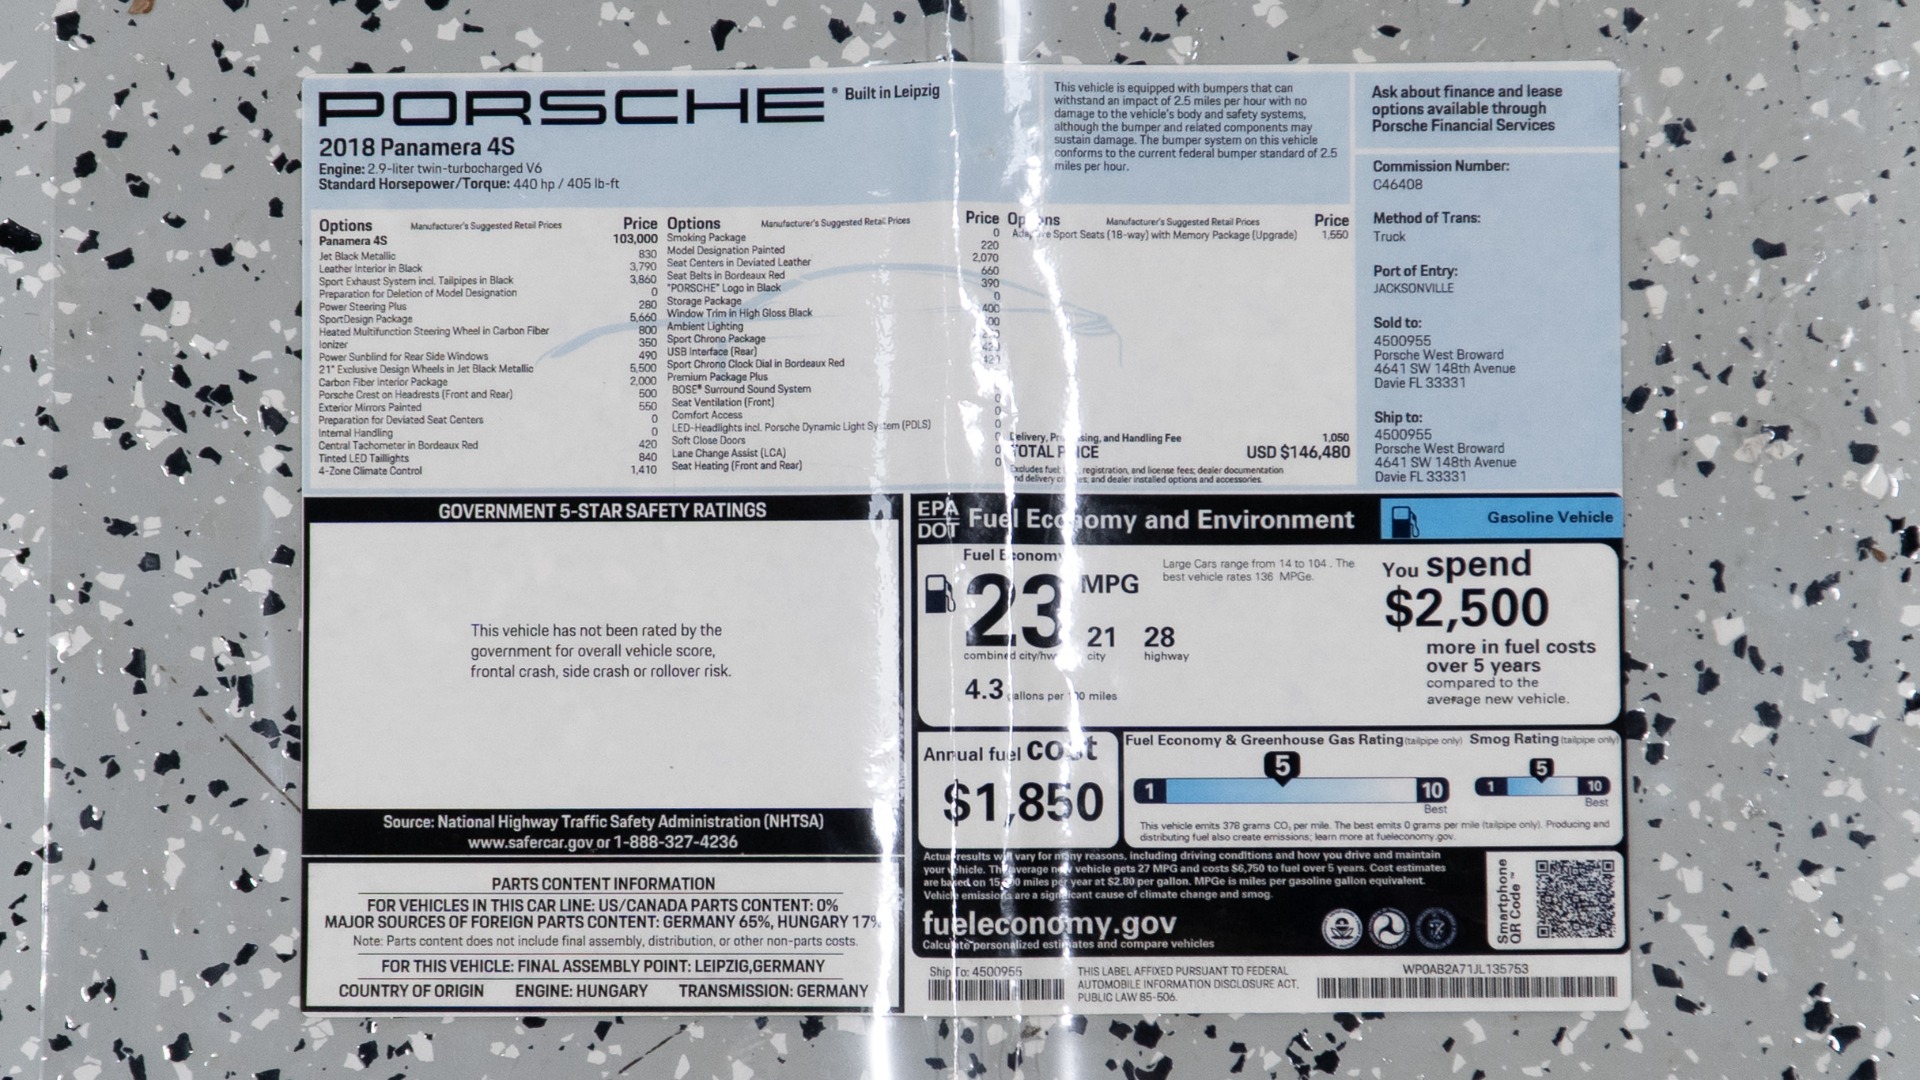 PORSCHE® Built in Leipzig
2018 Panamera 4S
Engine: 2.9-liter twin-turbocharged V6
Standard Horsepower/Torque: 440 hp / 405 lb-ft
This vehicle is equipped with bumpers that can
withstand an impact of 2.5 miles per hour with no
damage to the vehicle's body and safety systems,
although the bumper and related components may
sustain damage. The bumper system on this vehicle
conforms to the current federal bumper standard of 2.5
miles per hour.
Ask about finance and lease
options available through
Porsche Financial Services
Commission Number:
C46408
Method of Trans:
Truck
Port of Entry:
JACKSONVILLE
Sold to:
4500955
Porsche West Broward
4641 SW 148th Avenue
Davie FL 33331
Ship to:
4500955
Porsche West Broward
4641 SW 148th Avenue
Davie FL 33331
Options Manufacturer's Suggested Retail Prices Price
Panamera 4S 103,000
Jet Black Metallic 830
Leather Interior in Black 3,790
Sport Exhaust System incl. Tailpipes in Black 3,860
Preparation for Deletion of Model Designation 0
Power Steering Plus 280
SportDesign Package 5,660
Heated Multifunction Steering Wheel in Carbon Fiber 800
Ionizer 350
Power Sunblind for Rear Side Windows 490
21" Exclusive Design Wheels in Jet Black Metallic 5,500
Carbon Fiber Interior Package 2,000
Porsche Crest on Headrests (Front and Rear) 500
Exterior Mirrors Painted 550
Preparation for Deviated Seat Centers 0
Internal Handling 0
Central Tachometer in Bordeaux Red 420
Tinted LED Taillights 840
4-Zone Climate Control 1,410
Options Manufacturer's Suggested Retail Prices Price
Smoking Package 0
Model Designation Painted 220
Seat Centers in Deviated Leather 2,070
Seat Belts in Bordeaux Red 660
"PORSCHE" Logo in Black 390
Storage Package 0
Window Trim in High Gloss Black 400
Ambient Lighting
Sport Chrono Package
USB Interface (Rear)
Sport Chrono Clock Dial in Bordeaux Red
Premium Package Plus
BOSE® Surround Sound System 0
Seat Ventilation (Front) 0
Comfort Access 0
LED-Headlights incl. Porsche Dynamic Light System (PDLS)
Soft Close Doors 0
Lane Change Assist (LCA) 0
Seat Heating (Front and Rear) 0
Options Manufacturer's Suggested Retail Prices Price
Adaptive Sport Seats (18-way) with Memory Package (Upgrade) 1,550
Delivery, Processing, and Handling Fee 1,050
TOTAL PRICE USD $146,480
Excludes fuel, registration, and license fees; dealer documentation
and delivery charges; and dealer installed options and accessories.
GOVERNMENT 5-STAR SAFETY RATINGS
This vehicle has not been rated by the
government for overall vehicle score,
frontal crash, side crash or rollover risk.
Source: National Highway Traffic Safety Administration (NHTSA)
www.safercar.gov or 1-888-327-4236
PARTS CONTENT INFORMATION
FOR VEHICLES IN THIS CAR LINE: US/CANADA PARTS CONTENT: 0%
MAJOR SOURCES OF FOREIGN PARTS CONTENT: GERMANY 65%, HUNGARY 17%
Note: Parts content does not include final assembly, distribution, or other non-parts costs.
FOR THIS VEHICLE: FINAL ASSEMBLY POINT: LEIPZIG,GERMANY
COUNTRY OF ORIGIN ENGINE: HUNGARY TRANSMISSION: GERMANY
EPA
DOT
Fuel Economy and Environment
Gasoline Vehicle
Fuel Economy
23 MPG
combined city/hwy
21
city
28
highway
4.3 gallons per 100 miles
Large Cars range from 14 to 104 . The
best vehicle rates 136 MPGe.
You spend
$2,500
more in fuel costs
over 5 years
compared to the
average new vehicle.
Annual fuel cost
$1,850
Fuel Economy & Greenhouse Gas Rating (tailpipe only)
5
1 10
Best
Smog Rating (tailpipe only)
5
1 10
Best
This vehicle emits 378 grams CO₂ per mile. The best emits 0 grams per mile (tailpipe only). Producing and
distributing fuel also create emissions; learn more at fueleconomy.gov.
Actual results will vary for many reasons, including driving conditions and how you drive and maintain
your vehicle. The average new vehicle gets 27 MPG and costs $6,750 to fuel over 5 years. Cost estimates
are based on 15,000 miles per year at $2.80 per gallon. MPGe is miles per gasoline gallon equivalent.
Vehicle emissions are a significant cause of climate change and smog.
fueleconomy.gov
Calculate personalized estimates and compare vehicles
Smartphone
QR Code™
Ship To: 4500955
THIS LABEL AFFIXED PURSUANT TO FEDERAL
AUTOMOBILE INFORMATION DISCLOSURE ACT,
PUBLIC LAW 85-506.
WP0AB2A71JL135753